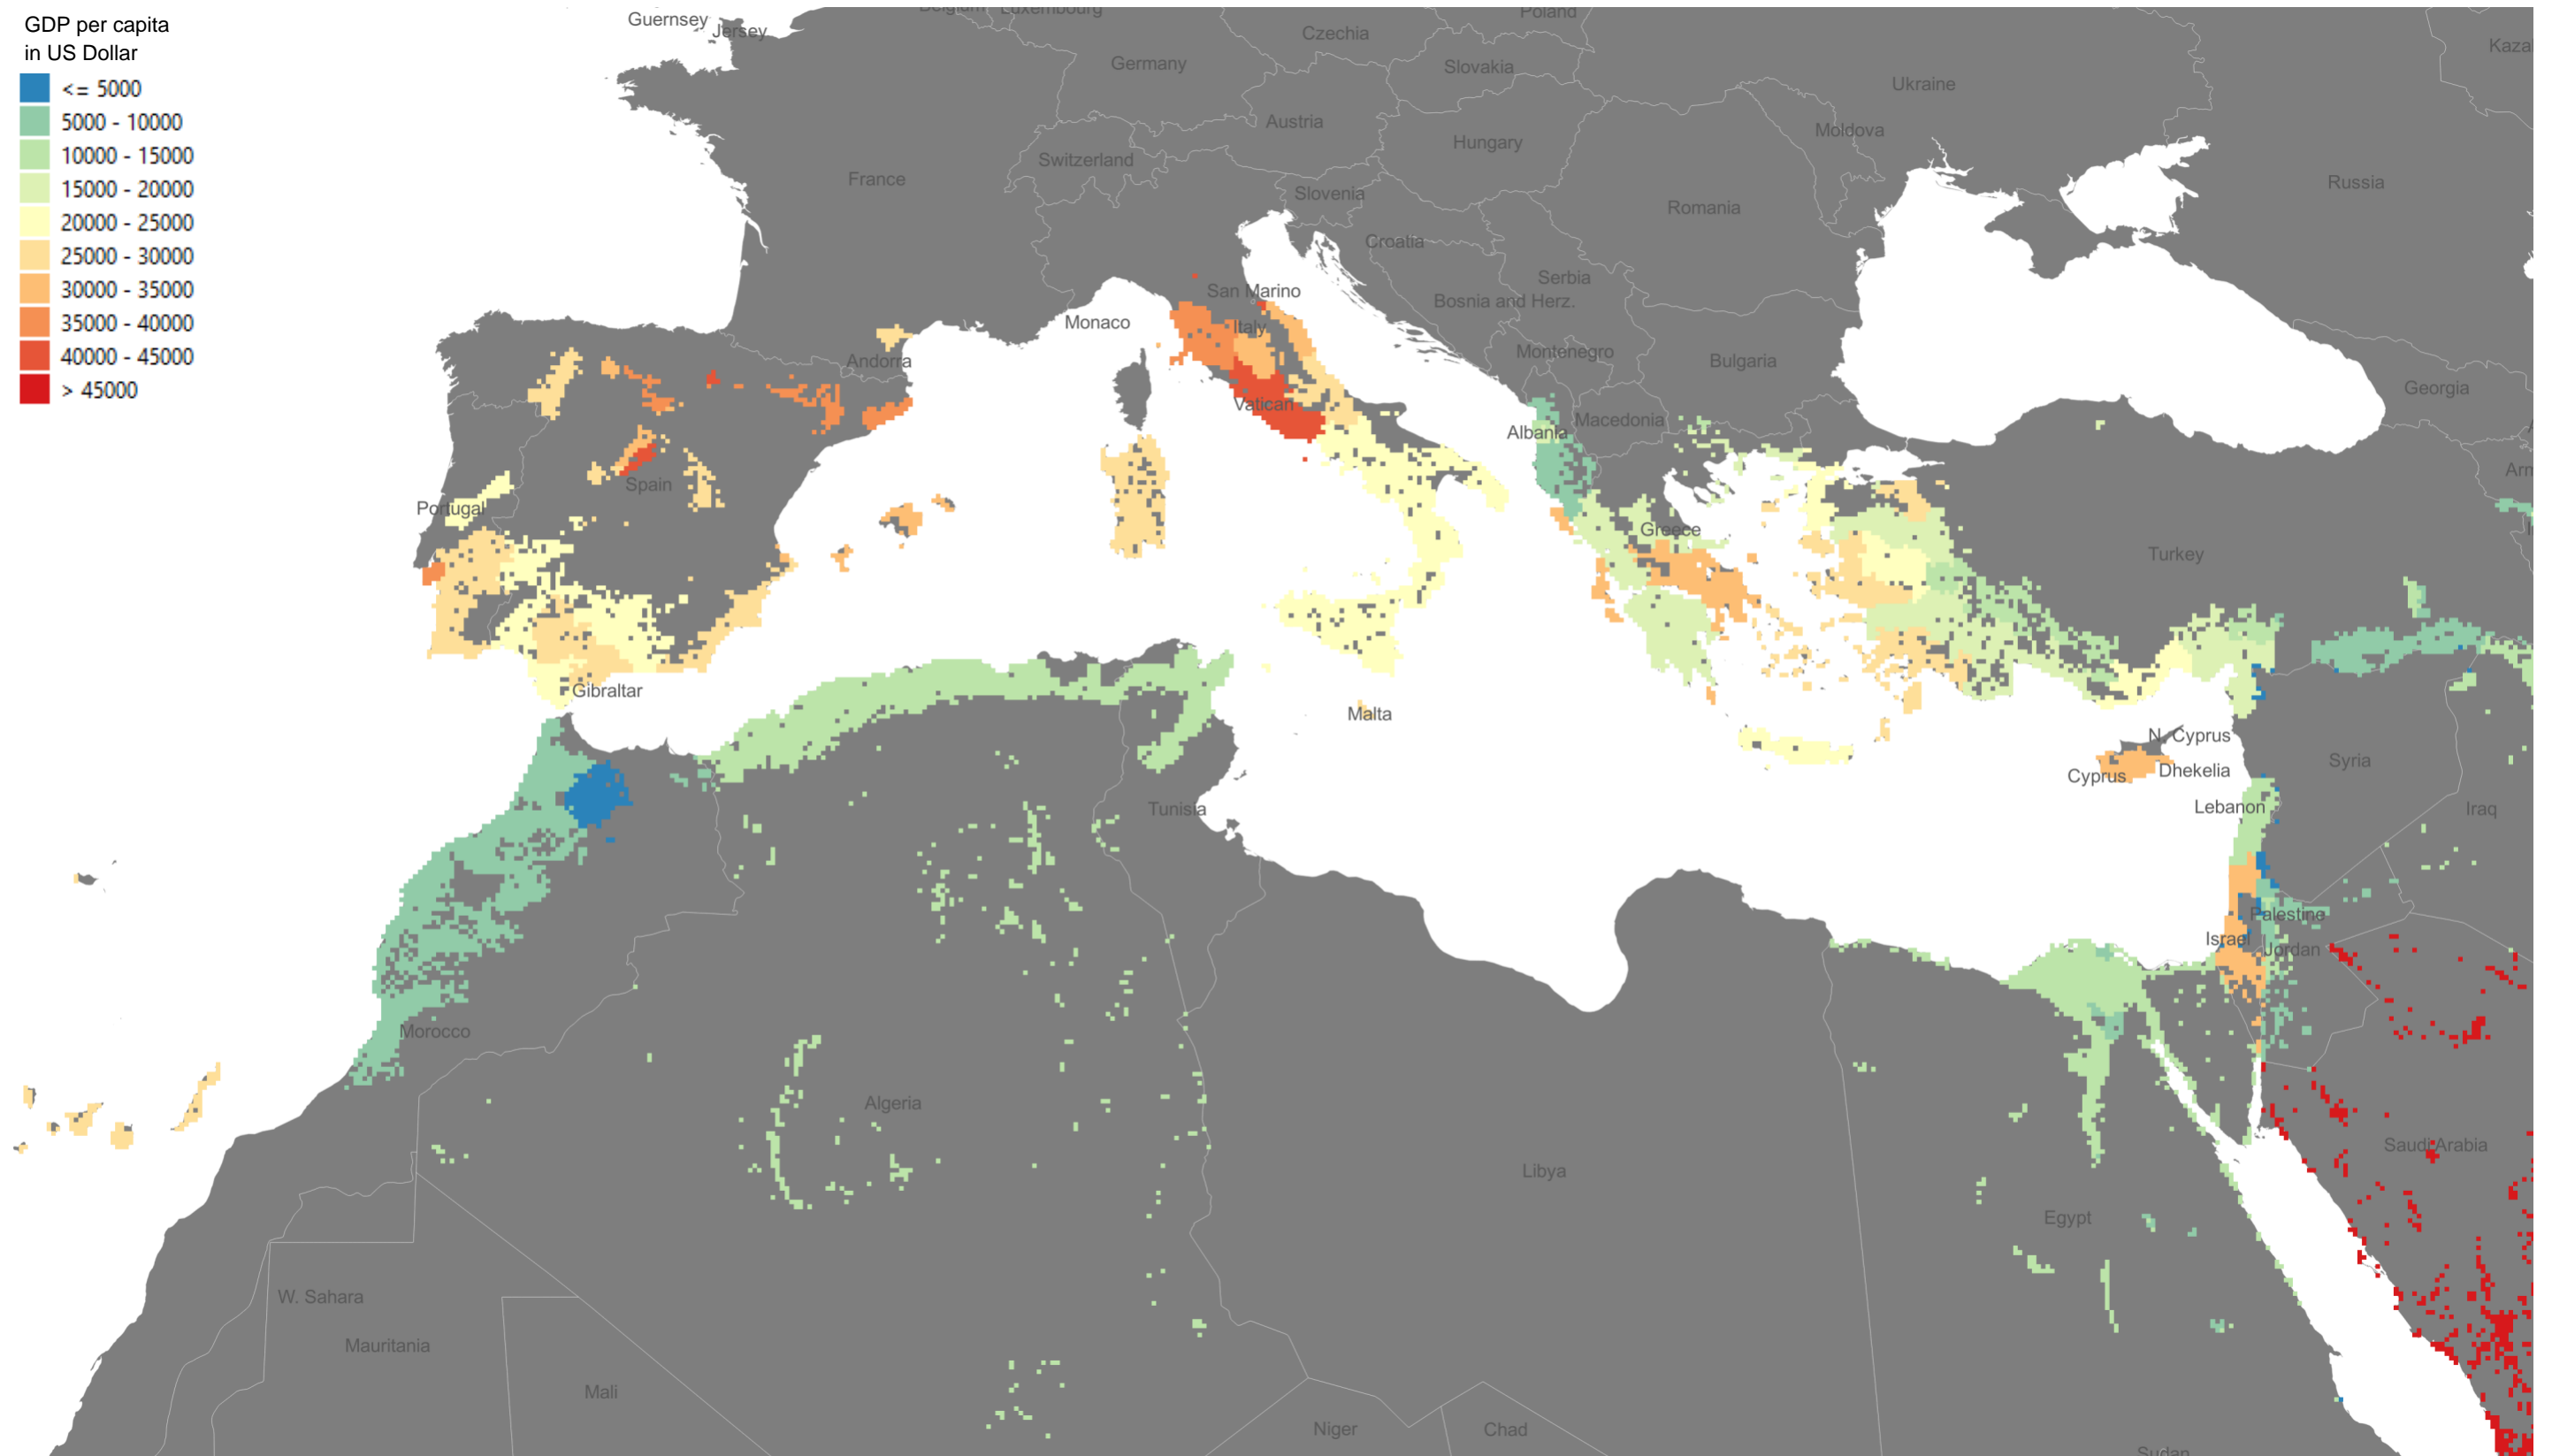 GDP per capita
in US Dollar
<= 5000
5000 - 10000
10000 - 15000
15000 - 20000
20000 - 25000
25000 - 30000
30000 - 35000
35000 - 40000
40000 - 45000
> 45000
Guernsey
Jersey
Belgium
Luxembourg
Poland
Czechia
Kaza
Germany
Slovakia
Ukraine
Austria
Moldova
Hungary
Switzerland
France
Slovenia
Russia
Romania
Croatia
Serbia
San Marino
Bosnia and Herz.
Monaco
Italy
Andorra
Montenegro
Bulgaria
Georgia
Vatican
Macedonia
Albania
Arm
Spain
Portugal
Greece
Turkey
Gibraltar
Malta
N. Cyprus
Syria
Cyprus
Dhekelia
Lebanon
Iraq
Tunisia
Palestine
Israel
Jordan
Morocco
Algeria
Saudi Arabia
Libya
Egypt
W. Sahara
Mauritania
Mali
Niger
Chad
Sudan